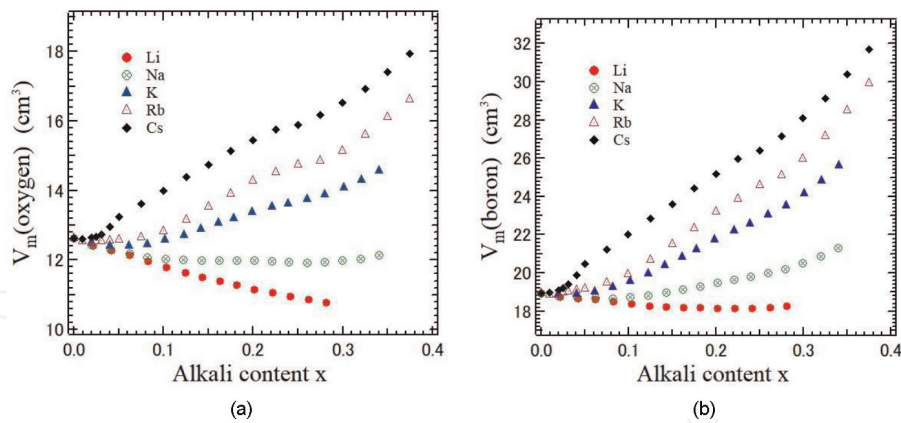 18
16
14
12
10
V_m(oxygen) (cm³)
Li
Na
K
Rb
Cs
0.0 0.1 0.2 0.3 0.4
Alkali content x
(a)
32
30
28
26
24
22
20
18
V_m(boron) (cm³)
Li
Na
K
Rb
Cs
0.0 0.1 0.2 0.3 0.4
Alkali content x
(b)